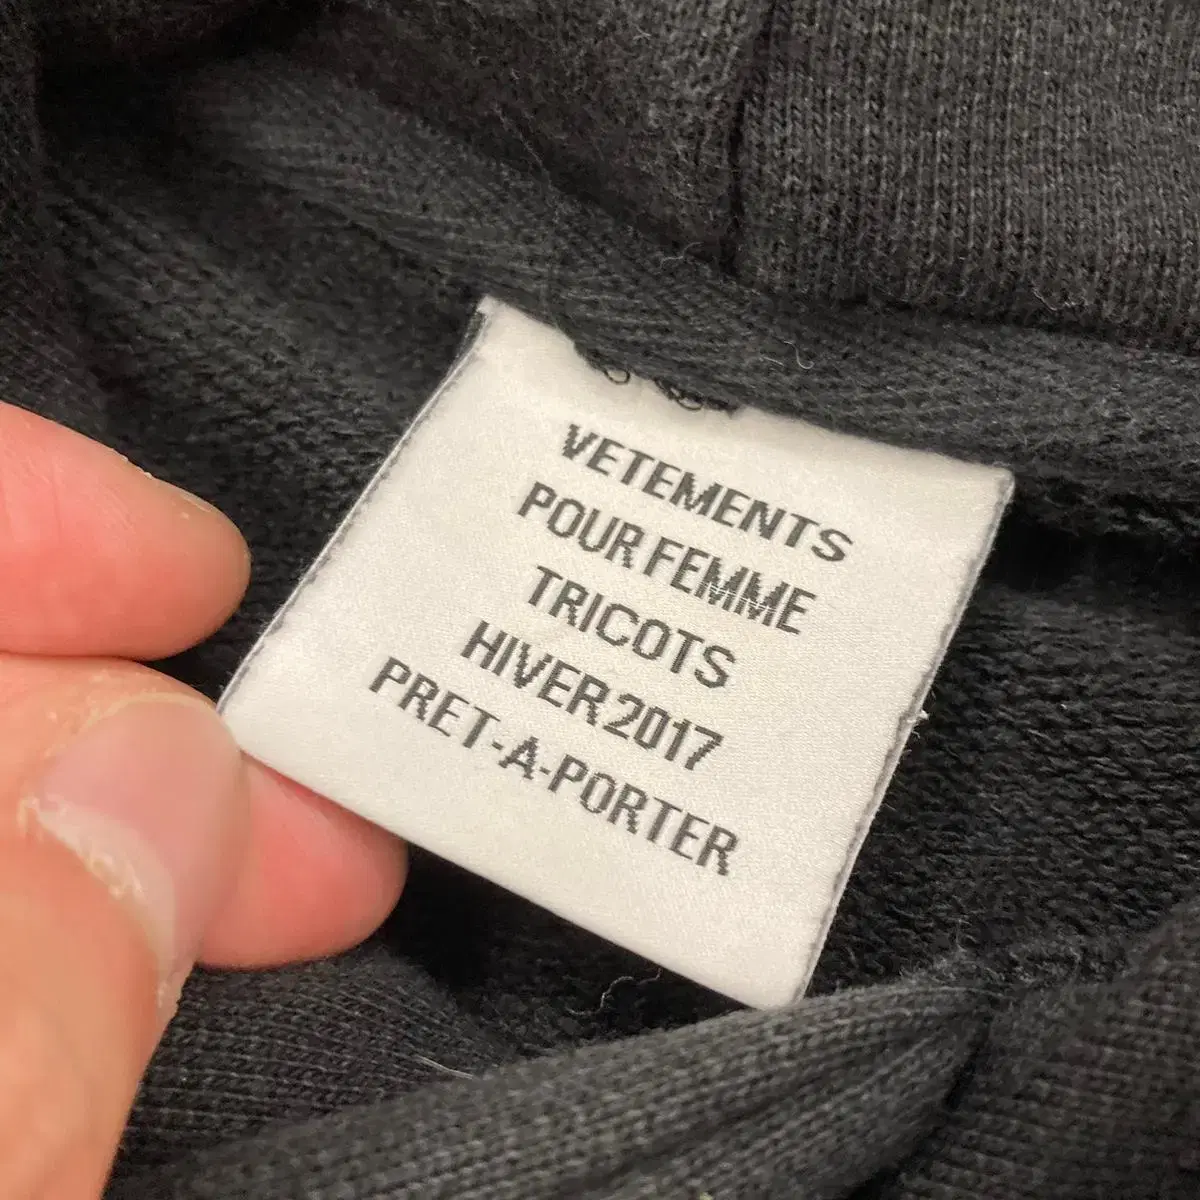 VETEMENTS
POUR FEMME
TRICOTS
HIVER 2017
PRET-A-PORTER